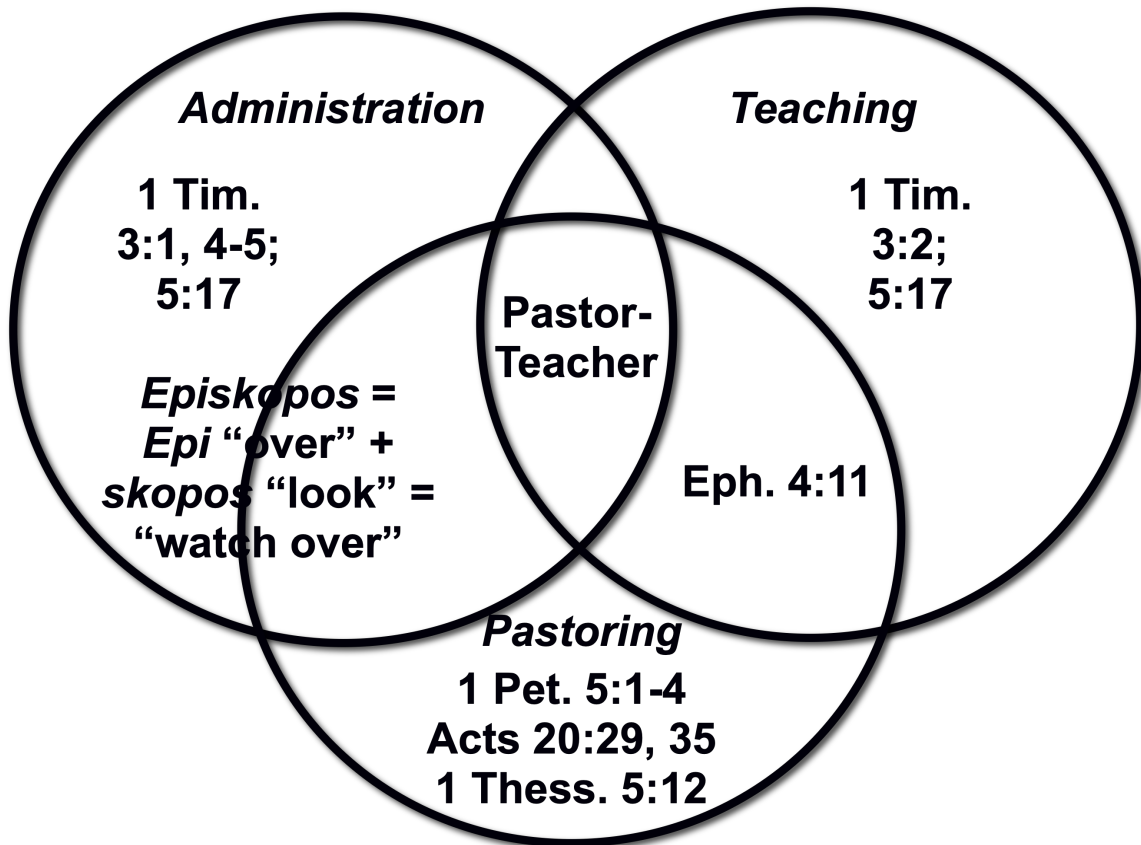 Administration
1 Tim.
3:1, 4-5;
5:17
Episkopos =
Epi “over” +
skopos “look” =
“watch over”
Teaching
1 Tim.
3:2;
5:17
Pastor-
Teacher
Eph. 4:11
Pastoring
1 Pet. 5:1-4
Acts 20:29, 35
1 Thess. 5:12